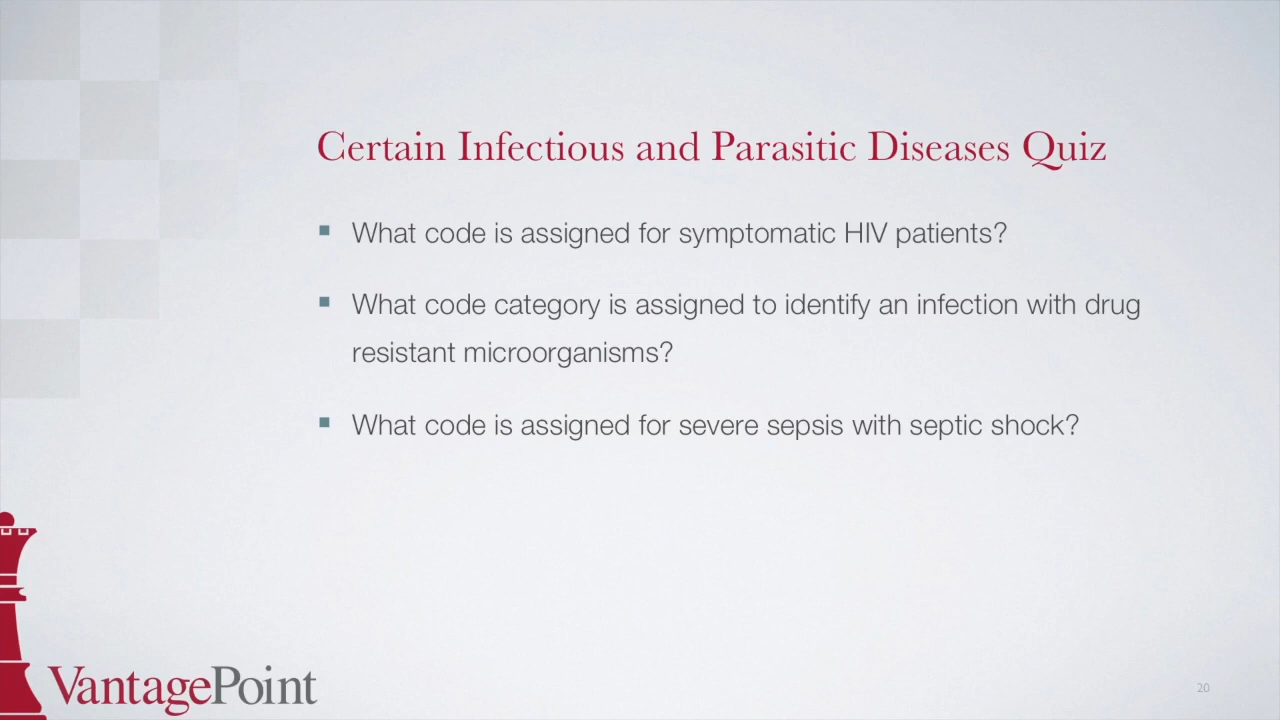 Certain Infectious and Parasitic Diseases Quiz
What code is assigned for symptomatic HIV patients?
What code category is assigned to identify an infection with drug
resistant microorganisms?
What code is assigned for severe sepsis with septic shock?
VantagePoint
20